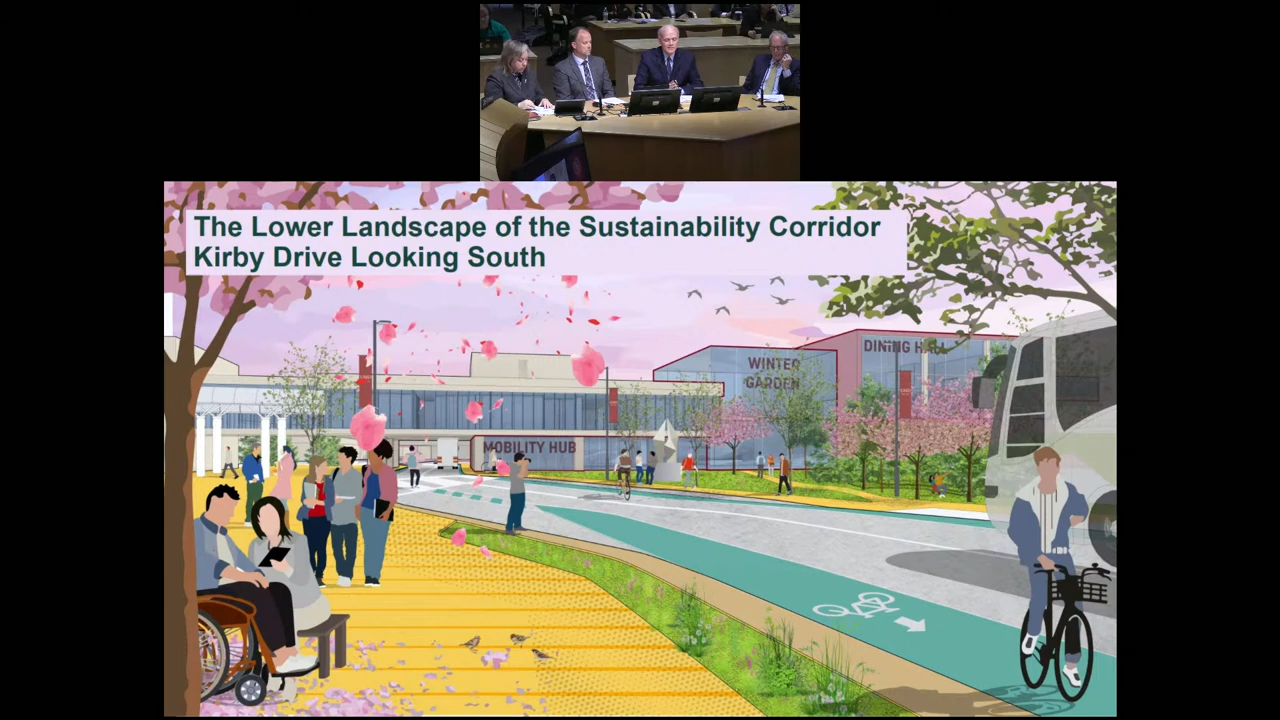 The Lower Landscape of the Sustainability Corridor
Kirby Drive Looking South
WINTER
GARDEN
DINING HALL
MOBILITY HUB